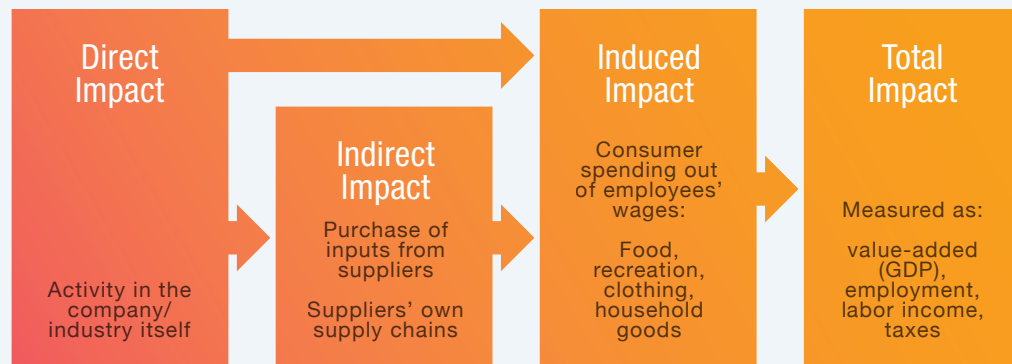 Direct
Impact
Activity in the
company/
industry itself
Indirect
Impact
Purchase of
inputs from
suppliers
Suppliers’ own
supply chains
Induced
Impact
Consumer
spending out
of employees’
wages:
Food,
recreation,
clothing,
household
goods
Total
Impact
Measured as:
value-added
(GDP),
employment,
labor income,
taxes